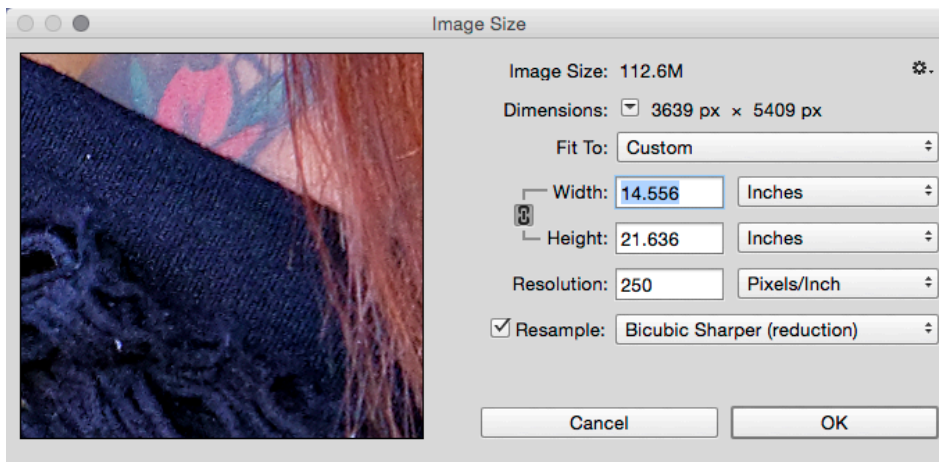 Image Size
Image Size: 112.6M
Dimensions: 3639 px × 5409 px
Fit To: Custom
Width: 14.556 Inches
Height: 21.636 Inches
Resolution: 250 Pixels/Inch
Resample: Bicubic Sharper (reduction)
Cancel OK